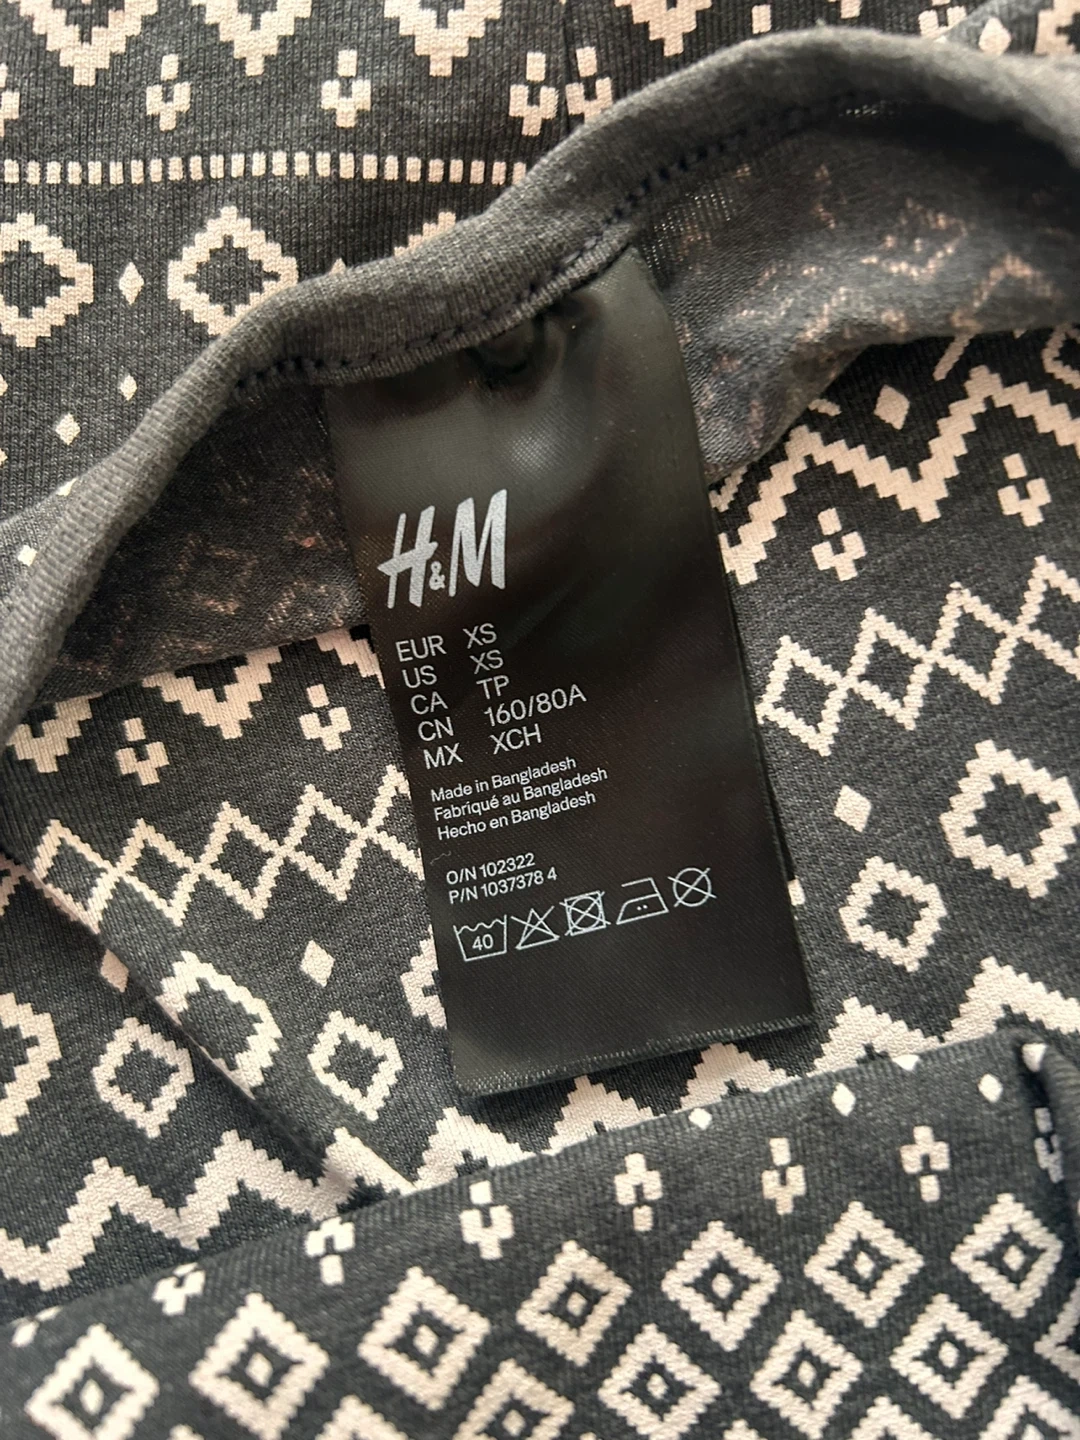 H&M
EUR XS
US XS
CA TP
CN 160/80A
MX XCH
Made in Bangladesh
Fabriqué au Bangladesh
Hecho en Bangladesh
O/N 102322
P/N 1037378 4
40